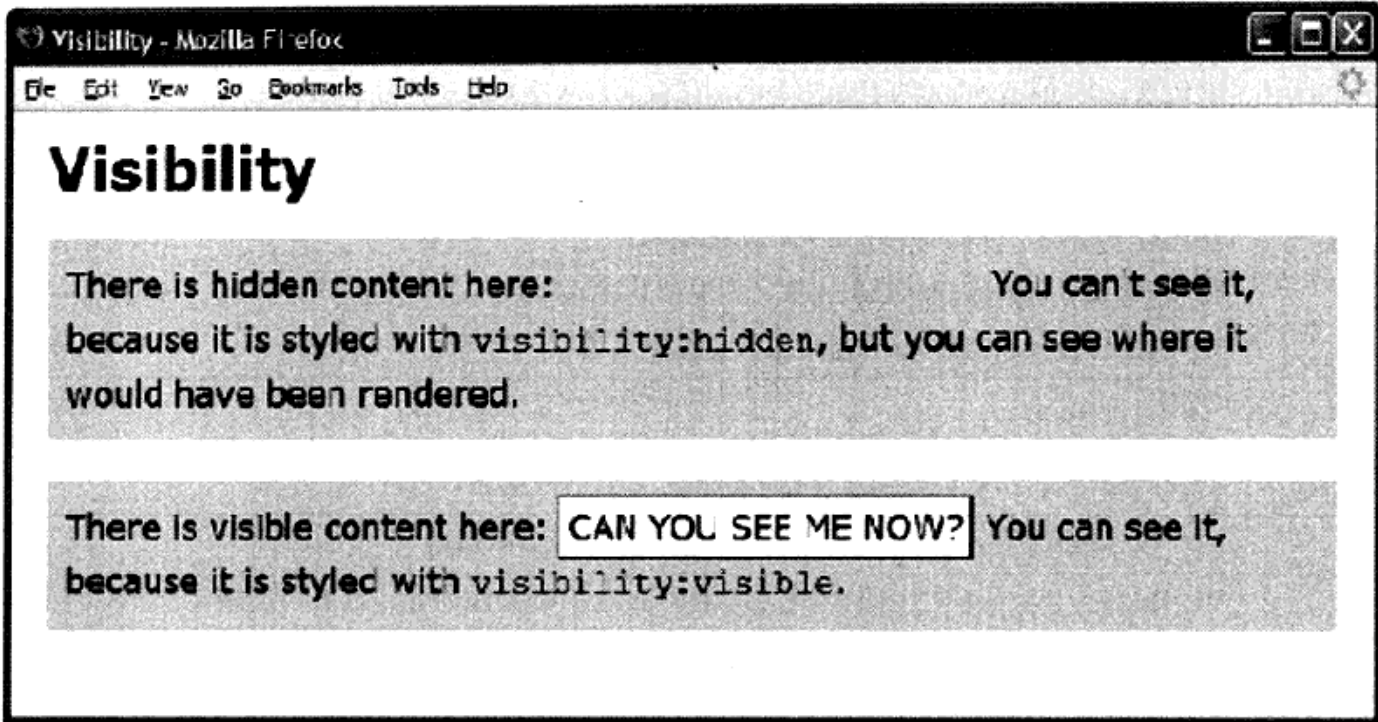 Visibility - Mozilla Firefox
File Edit View Go Bookmarks Tools Help
Visibility
There is hidden content here: You can't see it,
because it is styled with visibility:hidden, but you can see where it
would have been rendered.
There is visible content here: CAN YOU SEE ME NOW? You can see it,
because it is styled with visibility:visible.